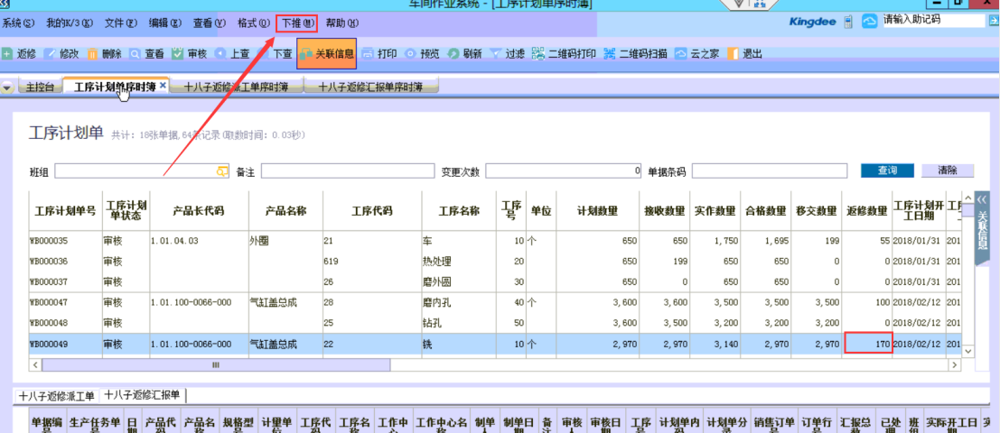 车间作业系统 - [工序计划单序时簿]
系统(S) 我的K/3(K) 文件(F) 编辑(E) 查看(V) 格式(O) 下推(M) 帮助(H) Kingdee 请输入助记码
返修 修改 删除 查看 审核 上查 下查 关联信息 打印 预览 刷新 过滤 二维码打印 二维码扫描 云之家 退出
主控台 工序计划单序时簿 × 十八子返修派工单序时簿 十八子返修汇报单序时簿
工序计划单 共计: 18张单据,64条记录(取数时间: 0.03秒)
班组 备注 变更次数 0 单据条码 查询 清除
工序计划单号 工序计划单状态 产品长代码 产品名称 工序代码 工序名称 工序号 单位 计划数量 接收数量 实作数量 合格数量 移交数量 返修数量 工序计划开工日期
关联信息
WB000035 审核 1.01.04.03 外圈 21 车 10 个 650 650 1,750 1,695 199 55 2018/01/31 201
WB000036 审核 619 热处理 20 650 199 650 650 0 0 2018/01/31 201
WB000037 审核 26 磨外圆 30 650 0 650 650 0 0 2018/01/31 201
WB000047 审核 1.01.100-0066-000 气缸盖总成 28 磨内孔 40 个 3,600 3,600 3,500 3,500 3,500 100 2018/02/12 201
WB000048 审核 25 钻孔 50 3,600 3,500 3,200 3,200 3,200 0 2018/02/12 201
WB000049 审核 1.01.100-0066-000 气缸盖总成 22 铣 10 个 2,970 2,970 3,140 2,970 2,970 170 2018/02/12 201
十八子返修派工单 十八子返修汇报单
单据编号 生产任务单号 日期 产品代码 产品名称 规格型号 计量单位 工序代码 工序名称 工作中心 工作中心名称 制单人 制单日期 备注 审核人 审核日期 工序号 计划单内码 计划单分录 销售订单号 订单行号 汇报总数 已处理 班组 实际开工日期